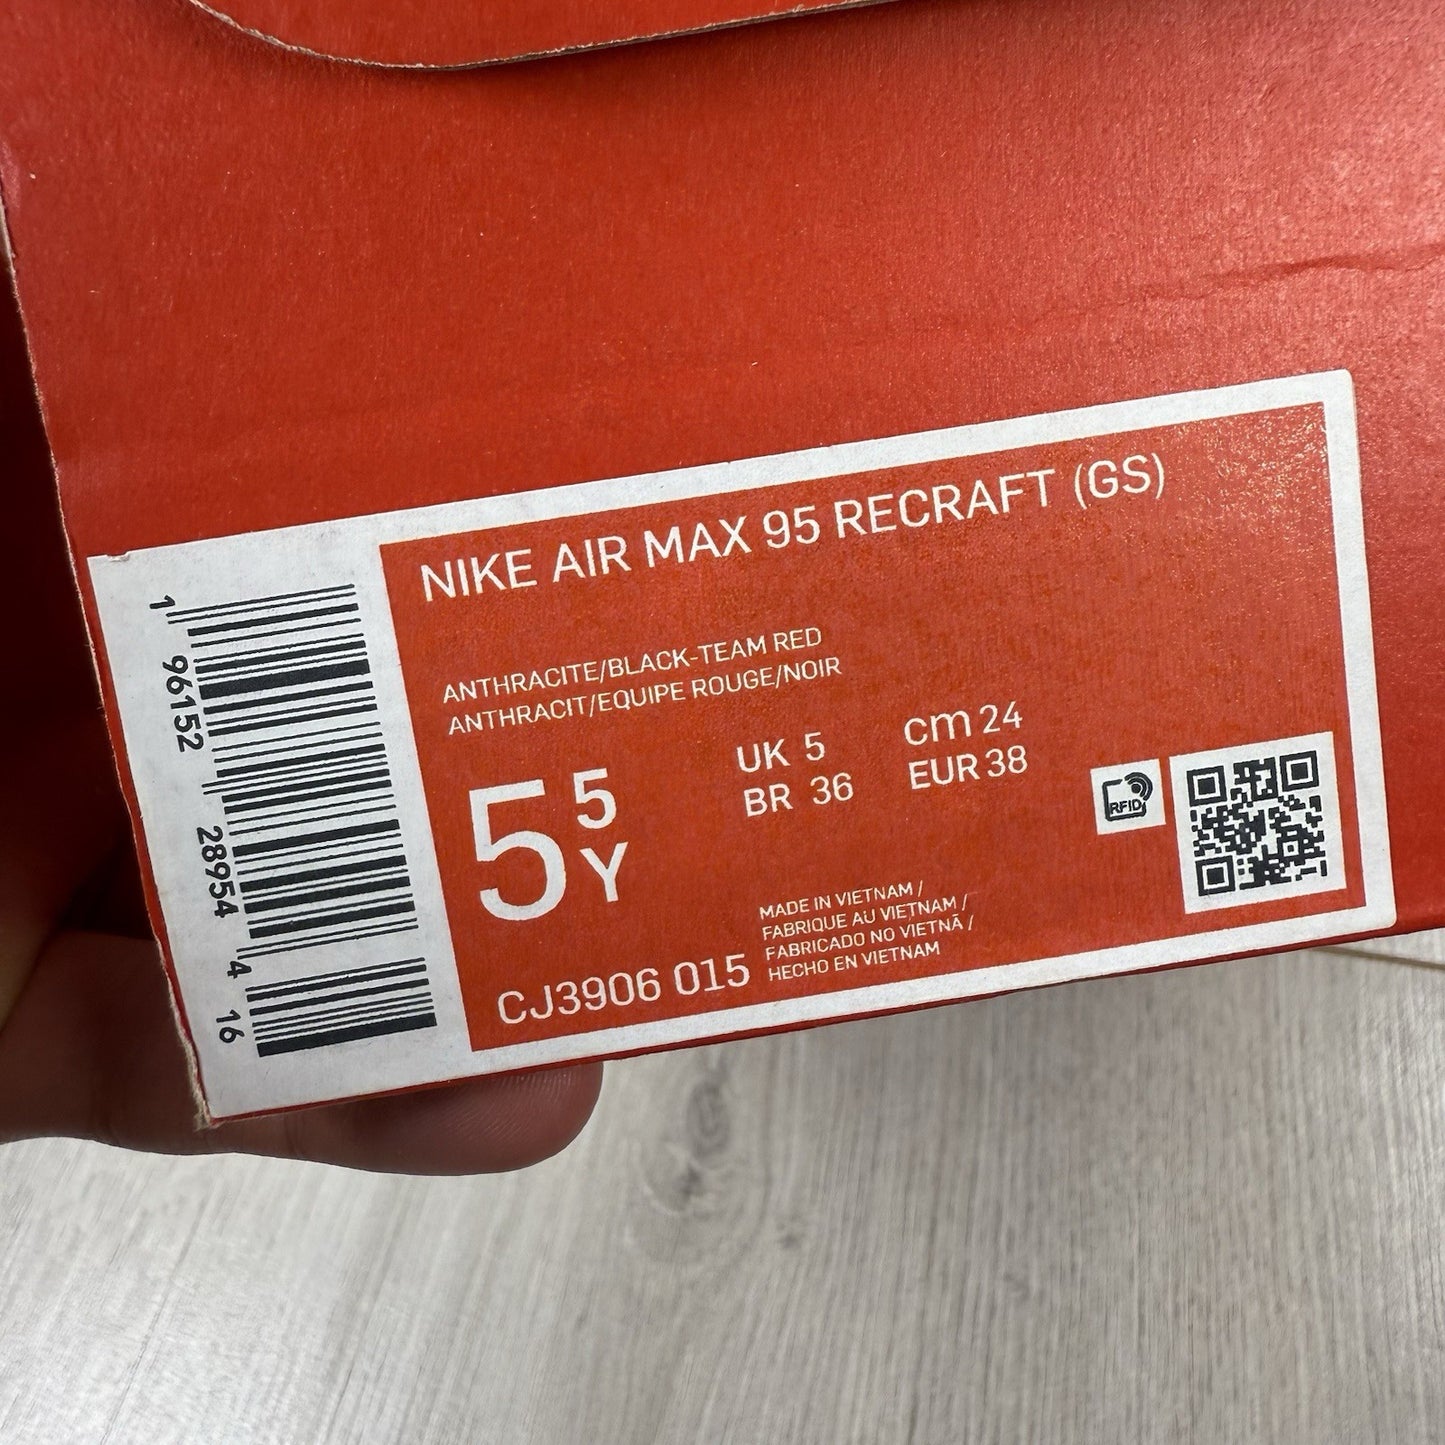 NIKE AIR MAX 95 RECRAFT (GS)
ANTHRACITE/BLACK-TEAM RED
ANTHRACIT/EQUIPE ROUGE/NOIR
5 5 Y
UK 5
BR 36
cm 24
EUR 38
RFID
MADE IN VIETNAM /
FABRIQUE AU VIETNAM /
FABRICADO NO VIETNÃ /
HECHO EN VIETNAM
CJ3906 015
1 96152 28954 4 16